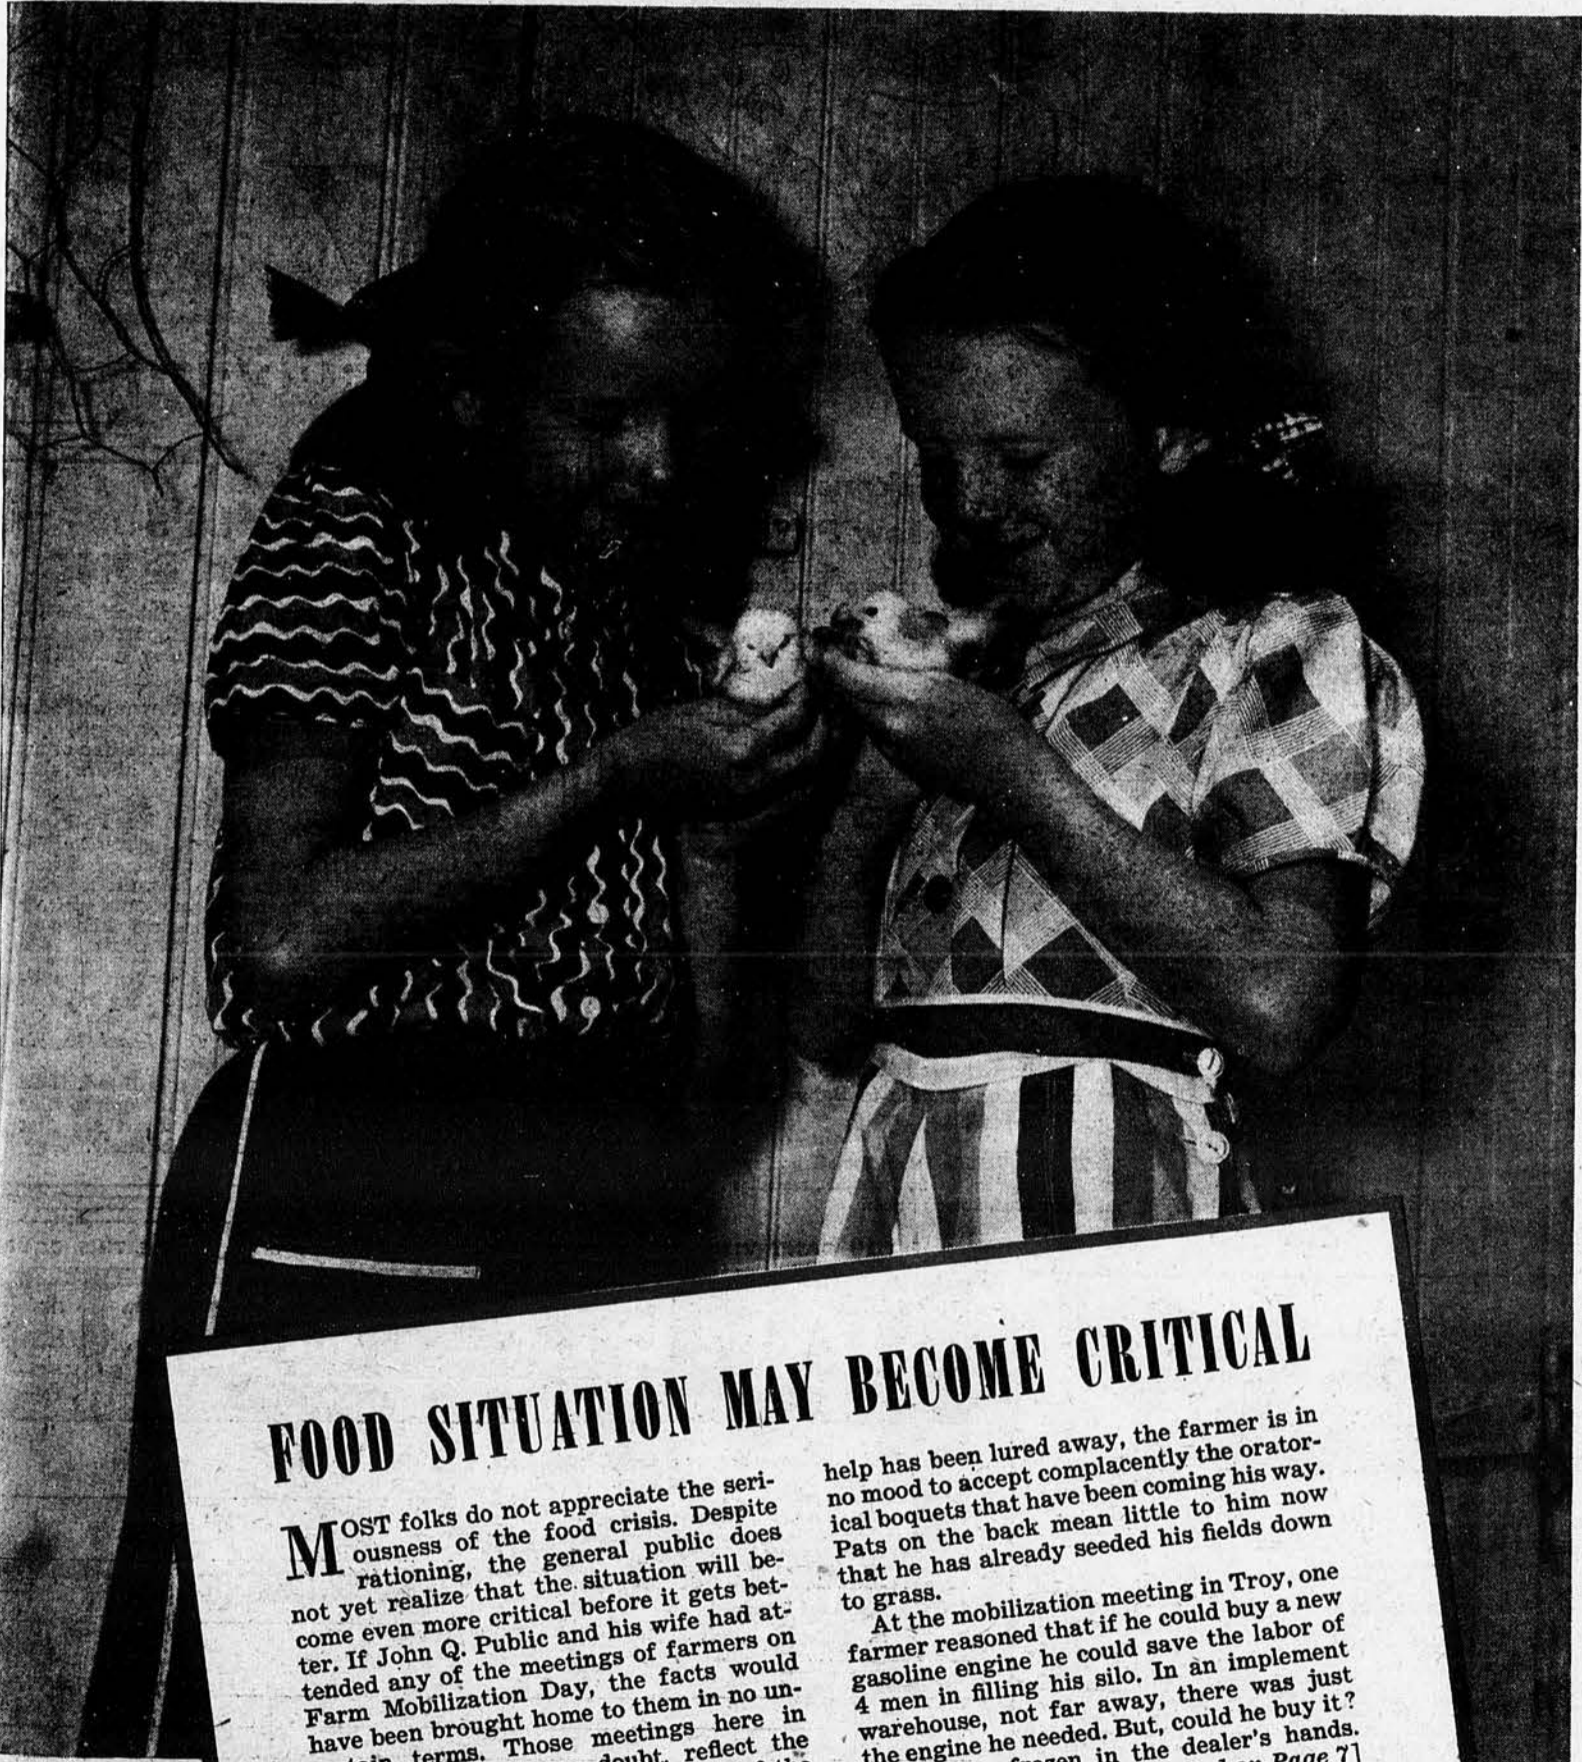 FOOD SITUATION MAY BECOME CRITICAL
MOST folks do not appreciate the seri-
ousness of the food crisis. Despite
rationing, the general public does
not yet realize that the situation will be-
come even more critical before it gets bet-
ter. If John Q. Public and his wife had at-
tended any of the meetings of farmers on
Farm Mobilization Day, the facts would
have been brought home to them in no un-
terms. Those meetings here in
doubt, reflect the
help has been lured away, the farmer is in
no mood to accept complacently the orator-
ical boquets that have been coming his way.
Pats on the back mean little to him now
that he has already seeded his fields down
to grass.
At the mobilization meeting in Troy, one
farmer reasoned that if he could buy a new
gasoline engine he could save the labor of
4 men in filling his silo. In an implement
warehouse, not far away, there was just
the engine he needed. But, could he buy it?
frozen in the dealer's hands.
Page 7]